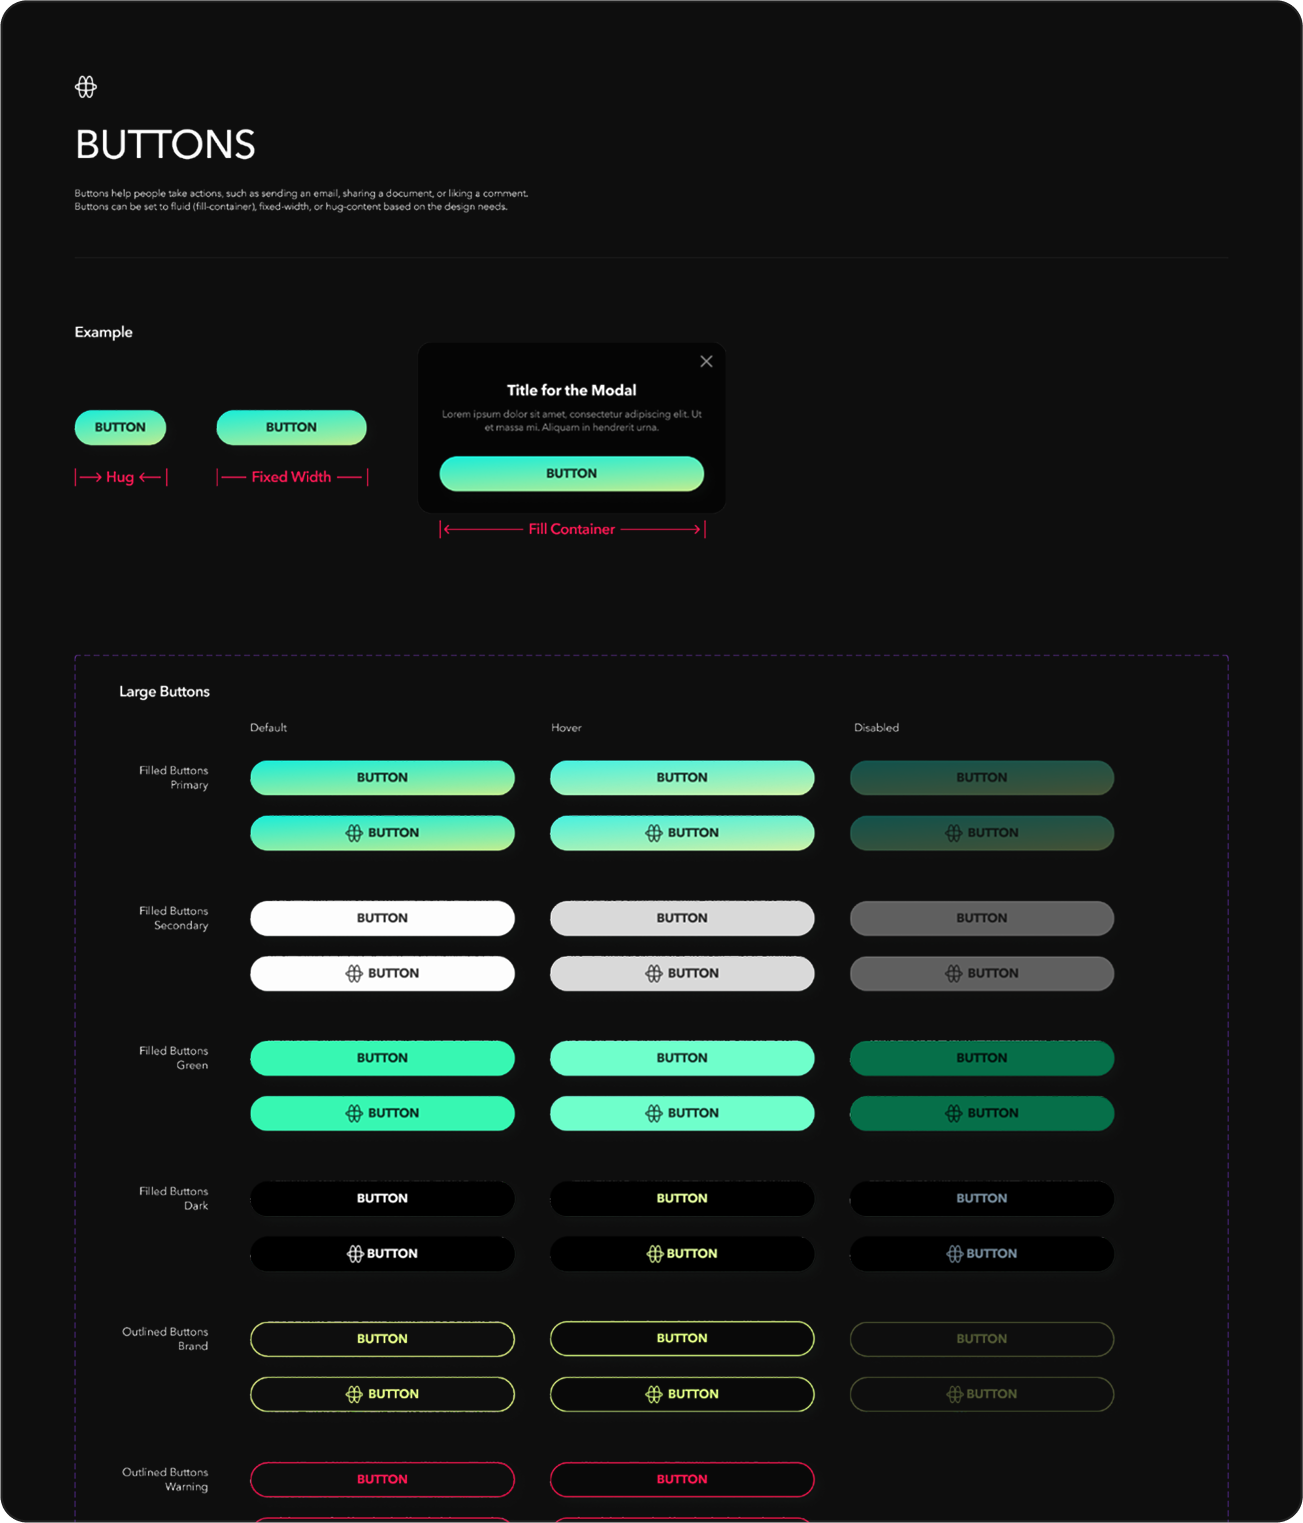 BUTTONS
Buttons help people take actions, such as sending an email, sharing a document, or liking a comment.
Buttons can be set to fluid (fill-container), fixed-width, or hug-content based on the design needs.
Example
BUTTON
Hug
BUTTON
Fixed Width
Title for the Modal
Lorem ipsum dolor sit amet, consectetur adipiscing elit. Ut
et massa mi. Aliquam in hendrerit urna.
BUTTON
Fill Container
Large Buttons
Default Hover Disabled
Filled Buttons
Primary
BUTTON BUTTON BUTTON
BUTTON BUTTON BUTTON
Filled Buttons
Secondary
BUTTON BUTTON BUTTON
BUTTON BUTTON BUTTON
Filled Buttons
Green
BUTTON BUTTON BUTTON
BUTTON BUTTON BUTTON
Filled Buttons
Dark
BUTTON BUTTON BUTTON
BUTTON BUTTON BUTTON
Outlined Buttons
Brand
BUTTON BUTTON BUTTON
BUTTON BUTTON BUTTON
Outlined Buttons
Warning
BUTTON BUTTON